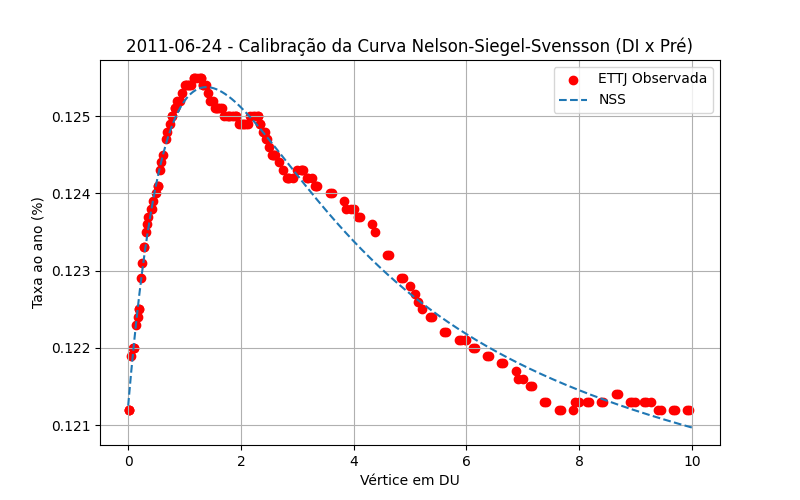 2011-06-24 - Calibração da Curva Nelson-Siegel-Svensson (DI x Pré)
ETTJ Observada
NSS
Taxa ao ano (%)
0.125
0.124
0.123
0.122
0.121
0 2 4 6 8 10
Vértice em DU